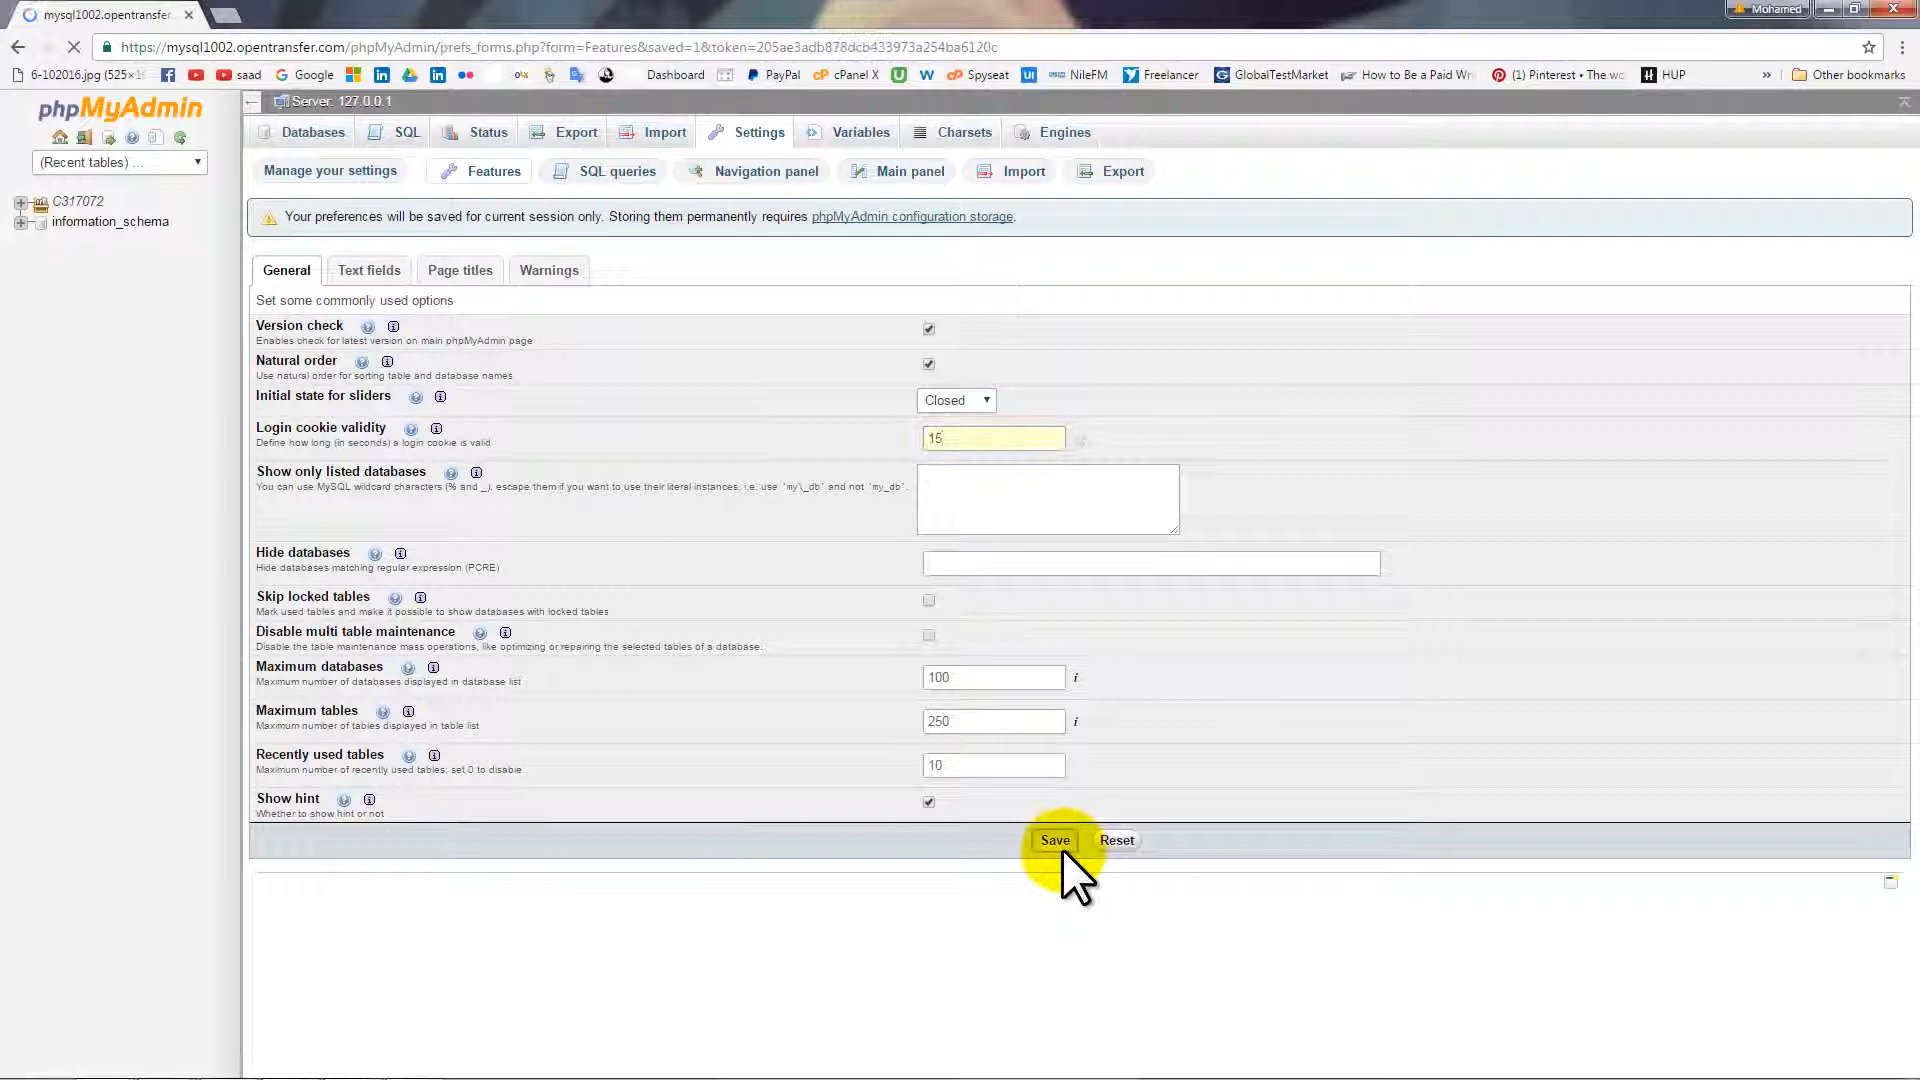 mysql1002.opentransfer.
Mohamed
https://mysql1002.opentransfer.com/phpMyAdmin/prefs_forms.php?form=Features&saved=1&token=205ae3adb878dcb433973a254ba6120c
6-102016.jpg (525×1
saad
Google
Dashboard
PayPal
cPanel X
Spyseat
NileFM
Freelancer
GlobalTestMarket
How to Be a Paid Wr
(1) Pinterest • The wo
HUP
»
Other bookmarks
phpMyAdmin
Server: 127.0.0.1
Databases
SQL
Status
Export
Import
Settings
Variables
Charsets
Engines
(Recent tables) ...
Manage your settings
Features
SQL queries
Navigation panel
Main panel
Import
Export
C317072
information_schema
Your preferences will be saved for current session only. Storing them permanently requires phpMyAdmin configuration storage.
General
Text fields
Page titles
Warnings
Set some commonly used options
Version check
Enables check for latest version on main phpMyAdmin page
Natural order
Use natural order for sorting table and database names
Initial state for sliders
Closed
Login cookie validity
Define how long (in seconds) a login cookie is valid
15
Show only listed databases
You can use MySQL wildcard characters (% and _), escape them if you want to use their literal instances, i.e. use 'my\_db' and not 'my_db'.
Hide databases
Hide databases matching regular expression (PCRE)
Skip locked tables
Mark used tables and make it possible to show databases with locked tables
Disable multi table maintenance
Disable the table maintenance mass operations, like optimizing or repairing the selected tables of a database.
Maximum databases
Maximum number of databases displayed in database list
100
Maximum tables
Maximum number of tables displayed in table list
250
Recently used tables
Maximum number of recently used tables; set 0 to disable
10
Show hint
Whether to show hint or not
Save
Reset